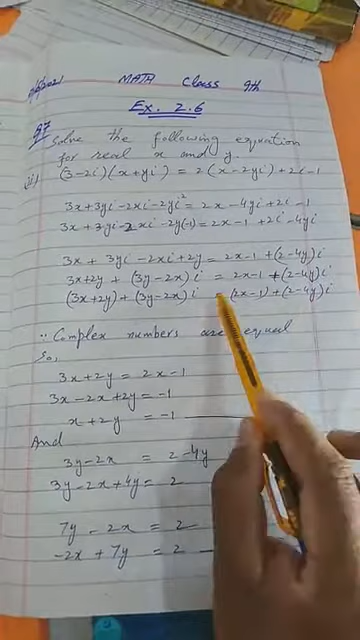 MATH Class 9th
Ex. 2.6
Q7 Solve the following equation
for real x and y.
(3-2i)(x+yi) = 2(x-2yi)+2i-1
3x+3yi-2xi-2yi² = 2x-4yi+2i-1
3x+3yi-2xi-2y(-1) = 2x-1+2i-4yi
3x+3yi-2xi+2y = 2x-1+(2-4y)i
3x+2y+(3y-2x)i = 2x-1+(2-4y)i
(3x+2y)+(3y-2x)i = (2x-1)+(2-4y)i
∵ Complex numbers are equal
So,
3x+2y = 2x-1
3x-2x+2y = -1
x+2y = -1
And
3y-2x = 2-4y
3y-2x+4y = 2
7y-2x = 2
-2x+7y = 2